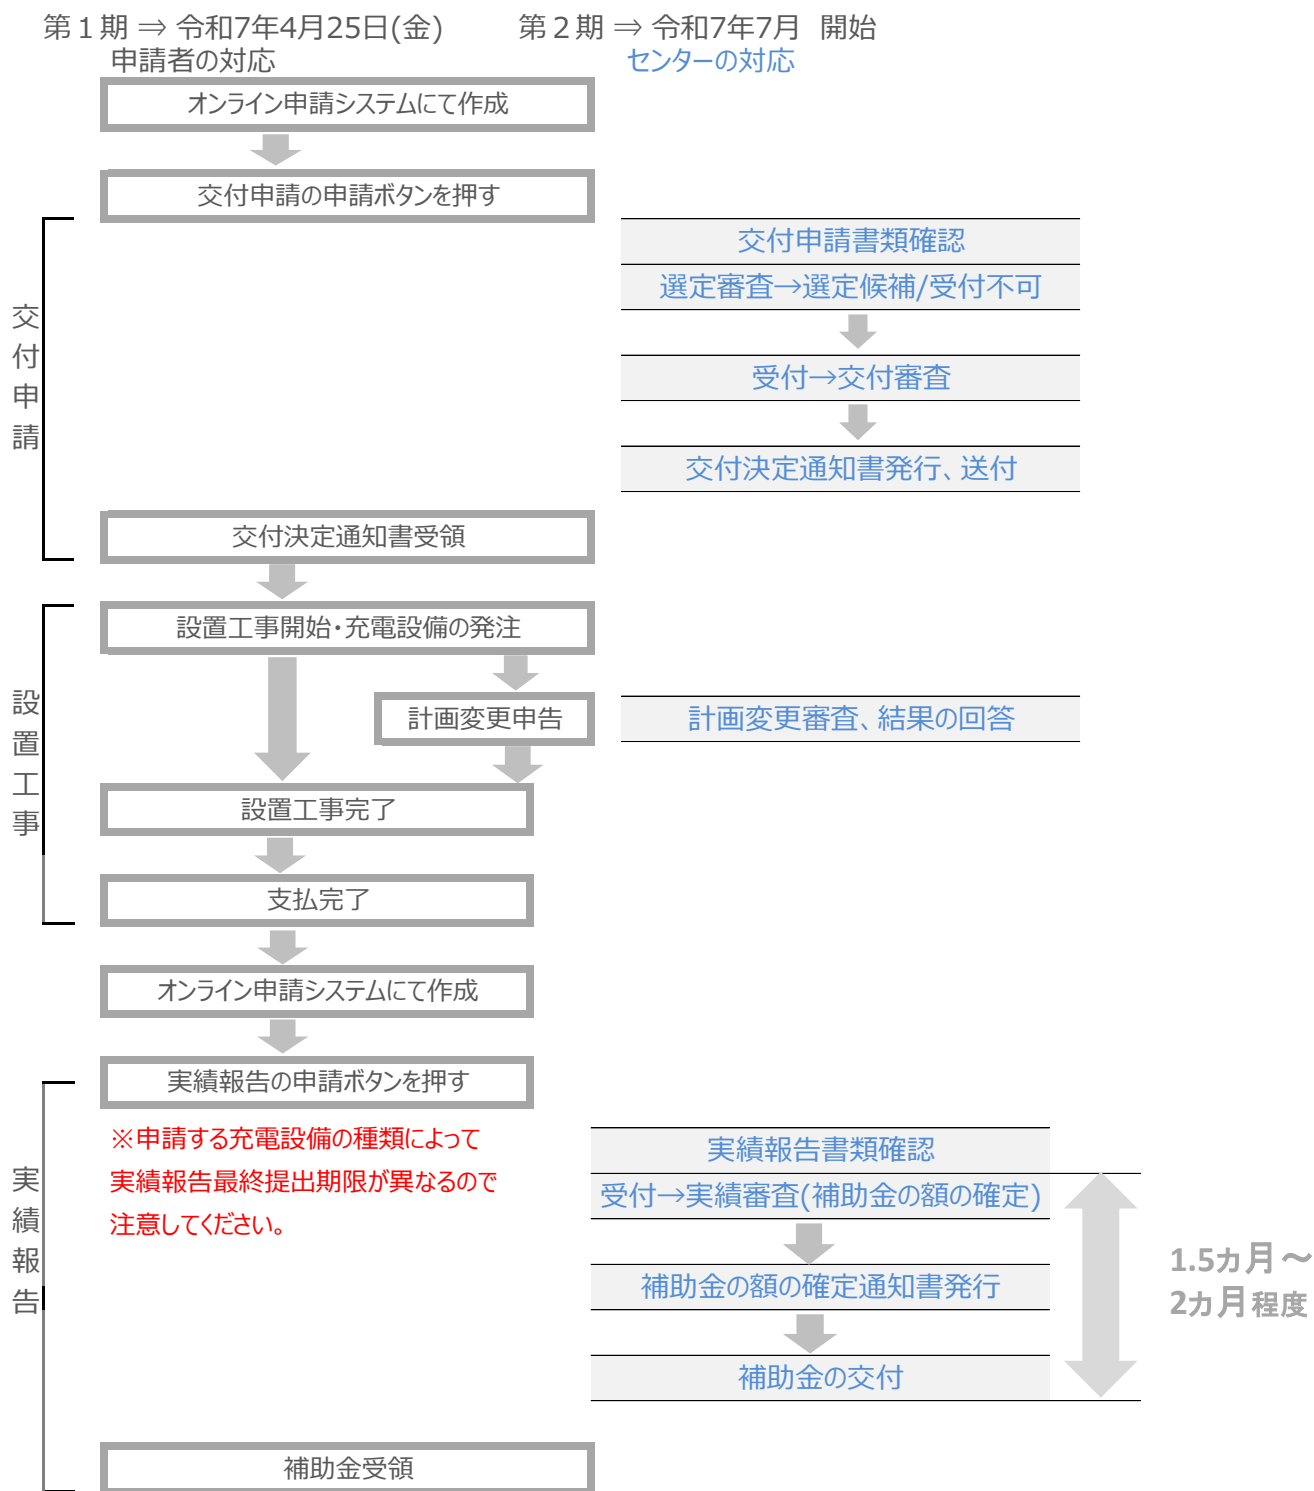 第１期 ⇒ 令和7年4月25日(金)　　第２期 ⇒ 令和7年7月 開始
申請者の対応
センターの対応
オンライン申請システムにて作成
交付申請の申請ボタンを押す
交付申請
交付申請書類確認
選定審査→選定候補/受付不可
受付→交付審査
交付決定通知書発行、送付
交付決定通知書受領
設置工事
設置工事開始・充電設備の発注
計画変更申告
計画変更審査、結果の回答
設置工事完了
支払完了
オンライン申請システムにて作成
実績報告の申請ボタンを押す
実績報告
※申請する充電設備の種類によって
実績報告最終提出期限が異なるので
注意してください。
実績報告書類確認
受付→実績審査(補助金の額の確定)
補助金の額の確定通知書発行
補助金の交付
1.5カ月～
2カ月程度
補助金受領